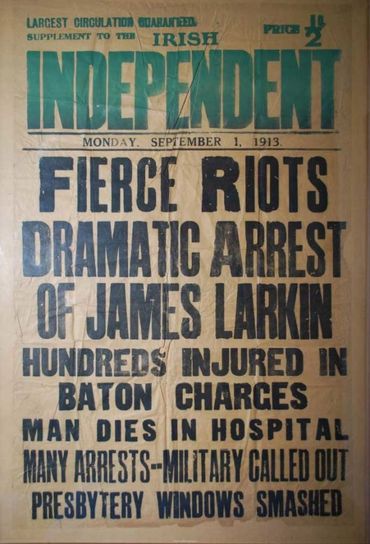 LARGEST CIRCULATION GUARANTEED.
SUPPLEMENT TO THE IRISH PRICE 1/2D
INDEPENDENT
MONDAY, SEPTEMBER 1, 1913.
FIERCE RIOTS
DRAMATIC ARREST
OF JAMES LARKIN
HUNDREDS INJURED IN
BATON CHARGES
MAN DIES IN HOSPITAL
MANY ARRESTS--MILITARY CALLED OUT
PRESBYTERY WINDOWS SMASHED